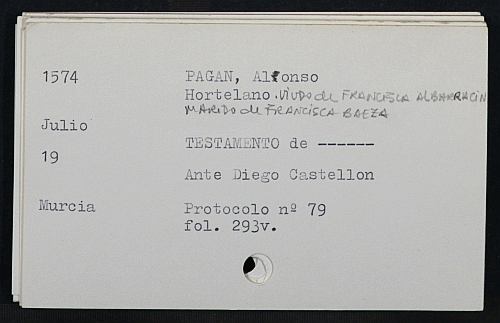 1574
PAGAN, Alfonso
Hortelano.viudo de FRANCISCA ALBARRACIN
MARIDO de FRANCISCA BAEZA
Julio
TESTAMENTO de ------
19
Ante Diego Castellon
Murcia
Protocolo nº 79
fol. 293v.